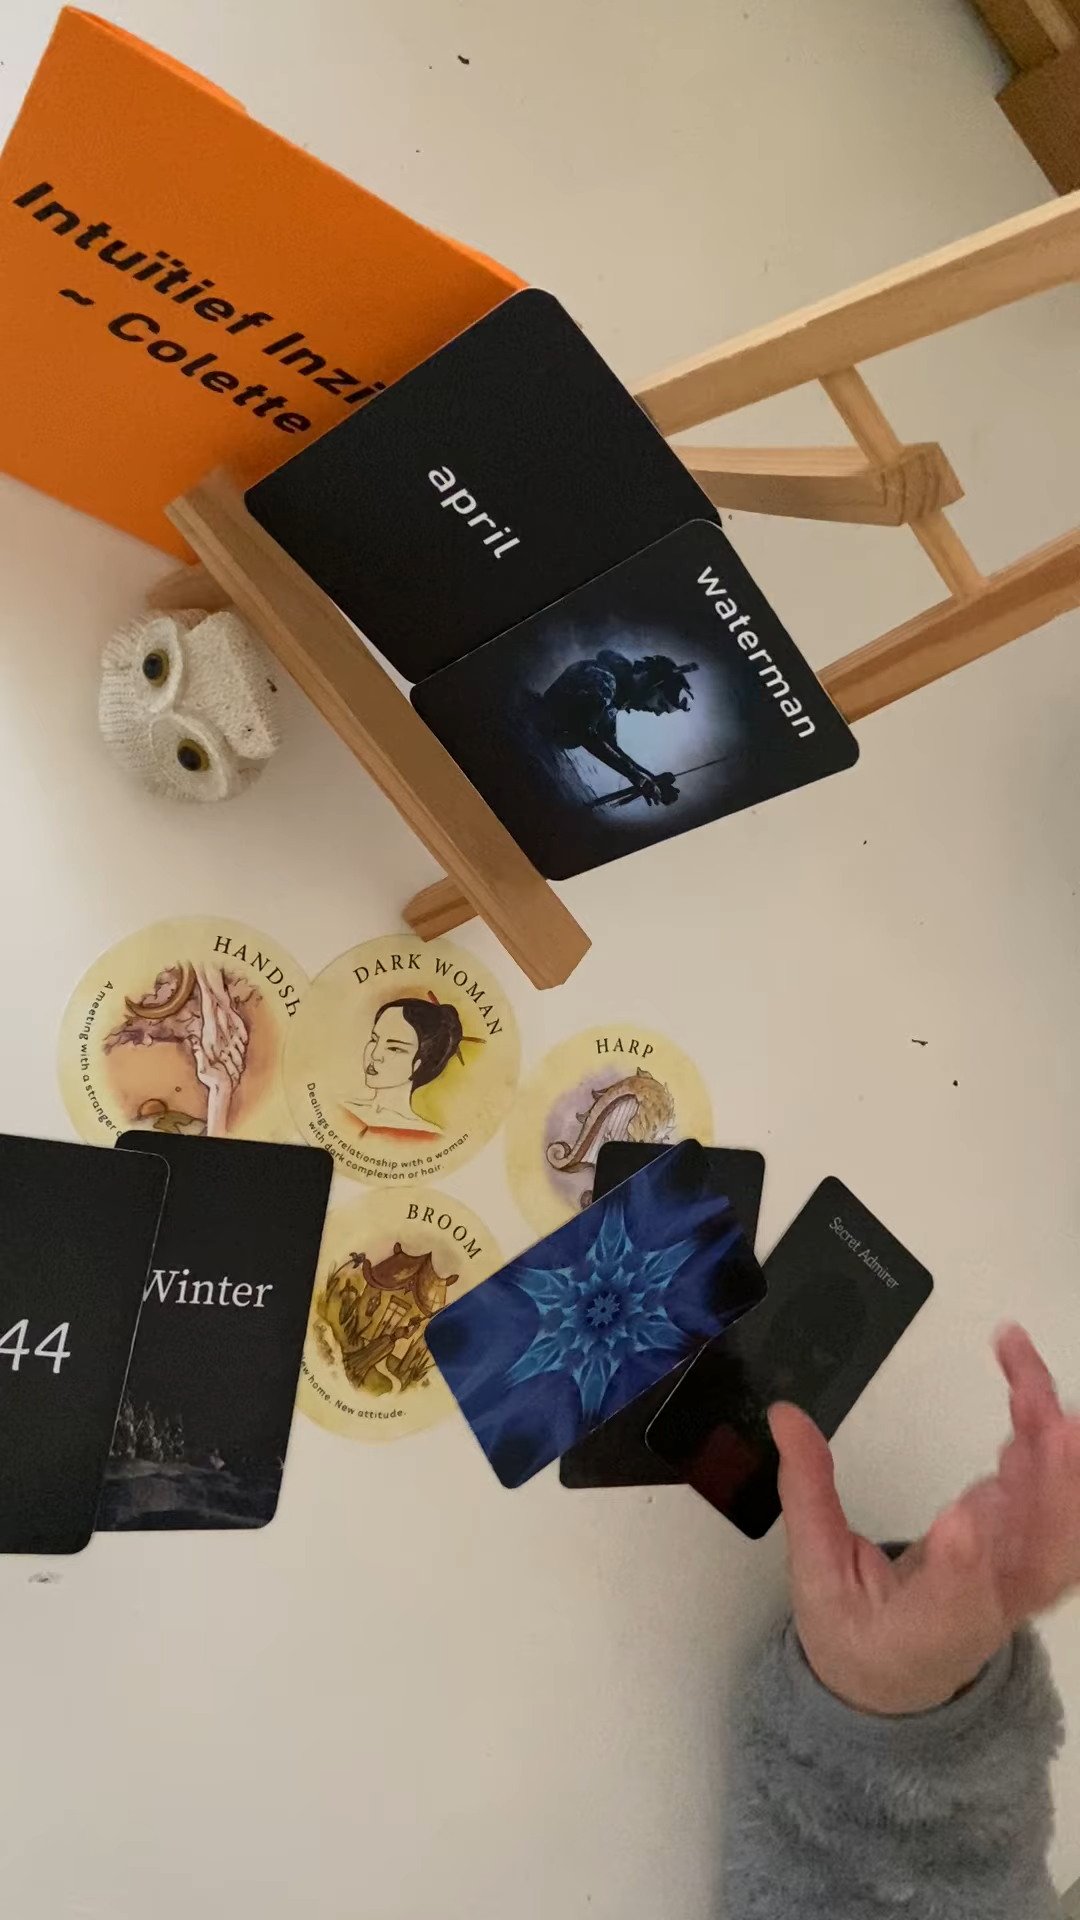 Intuïtief Inzi
~ Colette
april
waterman
HANDSH
A meeting with a stranger
DARK WOMAN
Dealings or relationship with a woman
with dark complexion or hair.
HARP
BROOM
new home. New attitude.
Winter
44
Secret Admirer